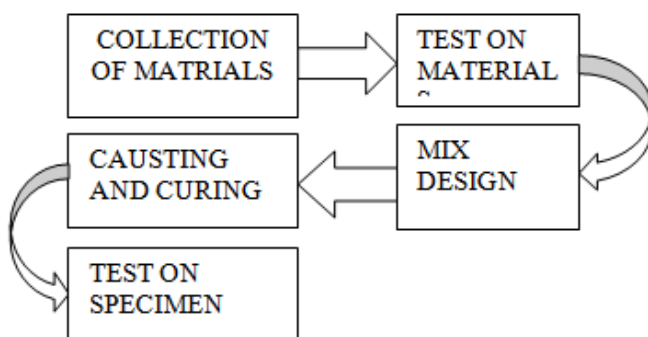 COLLECTION
OF MATRIALS
TEST ON
MATERIAL
S
MIX
DESIGN
CAUSTING
AND CURING
TEST ON
SPECIMEN